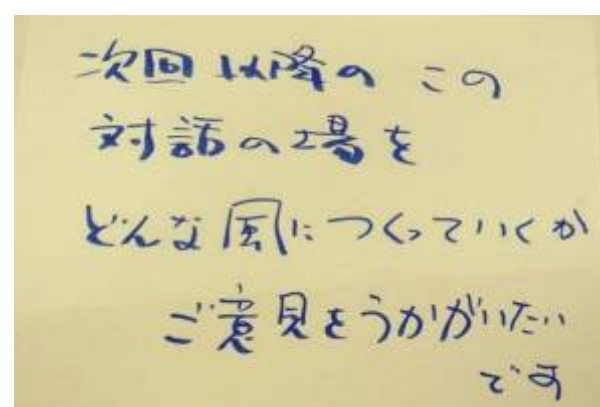 次回以降の この
対話の場を
どんな風につくっていくか
ご意見をうかがいたい
です